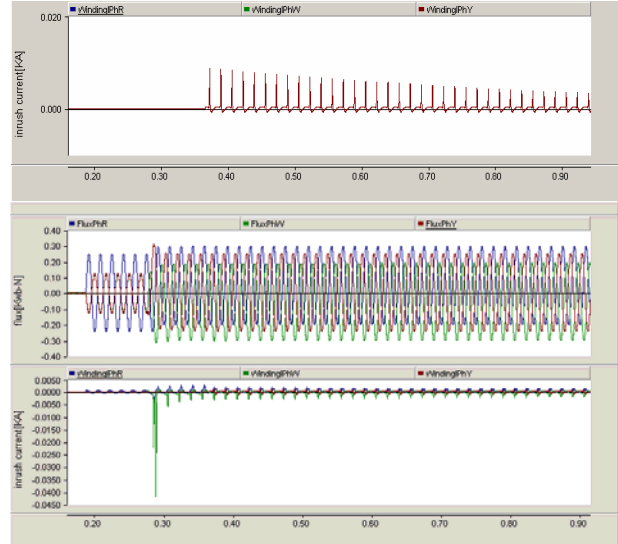 WindingIPhR WindingIPhW WindingIPhY
0.020
0.000
inrush current[KA]
0.20 0.30 0.40 0.50 0.60 0.70 0.80 0.90
FluxPhR FluxPhW FluxPhY
0.40
0.30
0.20
0.10
0.00
-0.10
-0.20
-0.30
-0.40
flux[Kwb-N]
WindingIPhR WindingIPhW WindingIPhY
0.0050
0.0000
-0.0050
-0.0100
-0.0150
-0.0200
-0.0250
-0.0300
-0.0350
-0.0400
-0.0450
inrush current[KA]
0.20 0.30 0.40 0.50 0.60 0.70 0.80 0.90